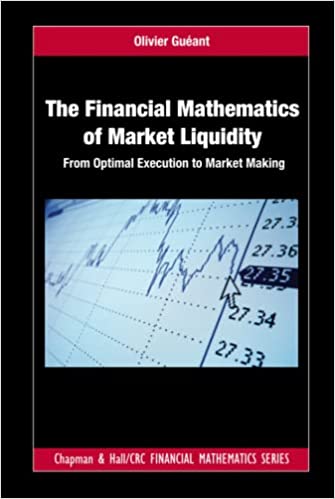 Olivier Guéant
The Financial Mathematics
of Market Liquidity
From Optimal Execution to Market Making
27.36
27.36
27.35
27.34
27.33
Chapman & Hall/CRC FINANCIAL MATHEMATICS SERIES